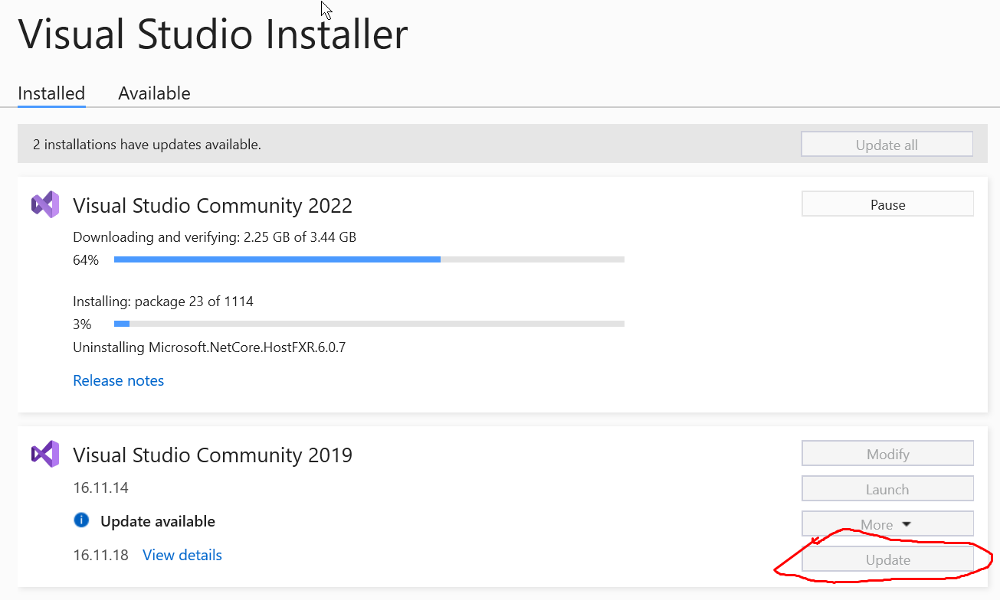 Visual Studio Installer
Installed
Available
2 installations have updates available.
Update all
Visual Studio Community 2022
Pause
Downloading and verifying: 2.25 GB of 3.44 GB
64%
Installing: package 23 of 1114
3%
Uninstalling Microsoft.NetCore.HostFXR.6.0.7
Release notes
Visual Studio Community 2019
Modify
16.11.14
Launch
Update available
More
16.11.18 View details
Update